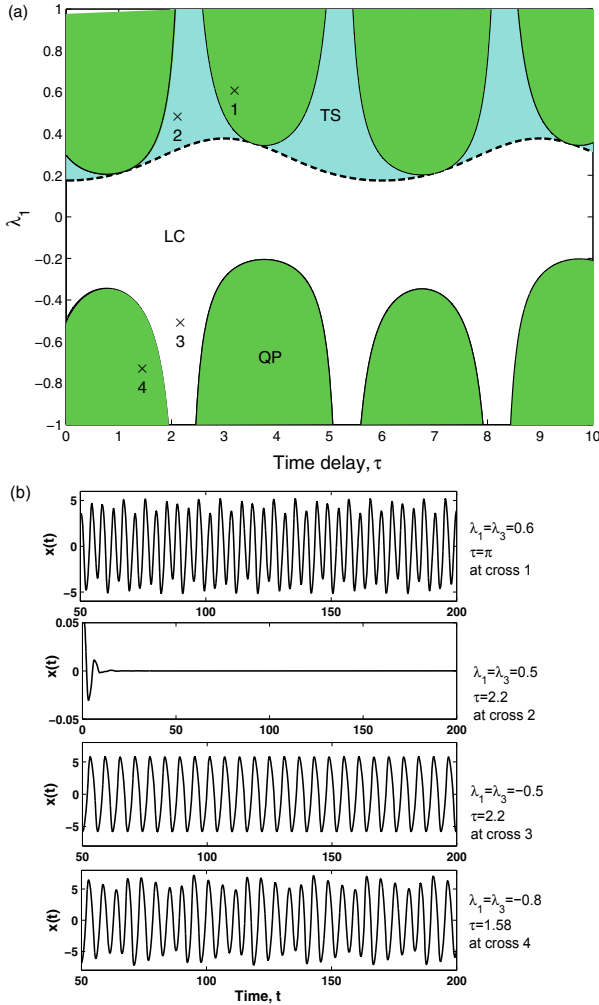 (a)
1
0.8
0.6
0.4
0.2
0
−0.2
−0.4
−0.6
−0.8
−1
λ₁
1
2
TS
LC
3
QP
4
0 1 2 3 4 5 6 7 8 9 10
Time delay, τ
(b)
x(t)
5
0
−5
50 100 150 200
λ₁=λ₃=0.6
τ=π
at cross 1
x(t)
0.05
0
−0.05
0 50 100 150 200
λ₁=λ₃=0.5
τ=2.2
at cross 2
x(t)
5
0
−5
50 100 150 200
λ₁=λ₃=−0.5
τ=2.2
at cross 3
x(t)
5
0
−5
50 100 150 200
Time, t
λ₁=λ₃=−0.8
τ=1.58
at cross 4